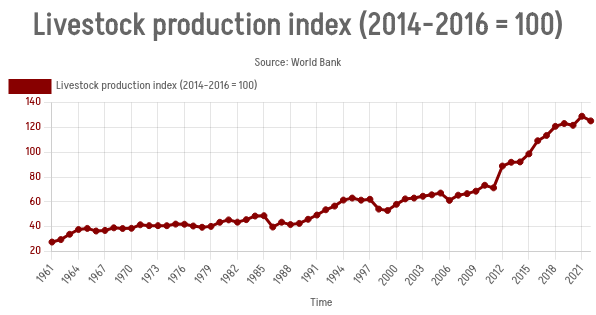 Livestock production index (2014-2016 = 100)
Source: World Bank
Livestock production index (2014-2016 = 100)
140
120
100
80
60
40
20
1961 1964 1967 1970 1973 1976 1979 1982 1985 1988 1991 1994 1997 2000 2003 2006 2009 2012 2015 2018 2021
Time